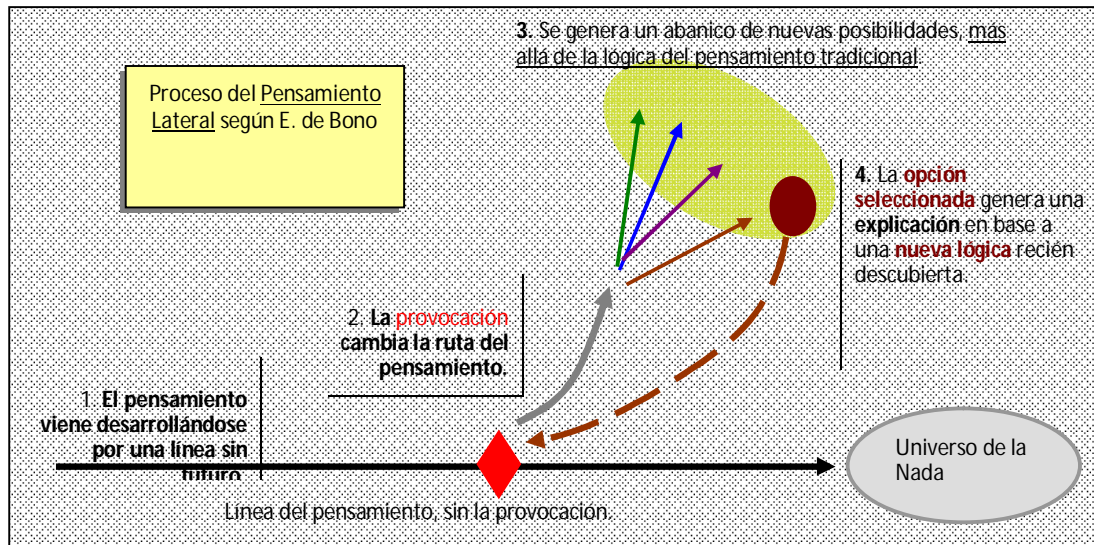 3. Se genera un abanico de nuevas posibilidades, más
allá de la lógica del pensamiento tradicional.
Proceso del Pensamiento
Lateral según E. de Bono
4. La opción
seleccionada genera una
explicación en base a
una nueva lógica recién
descubierta.
2. La provocación
cambia la ruta del
pensamiento.
1. El pensamiento
viene desarrollándose
por una línea sin
futuro.
Universo de la
Nada
Línea del pensamiento, sin la provocación.